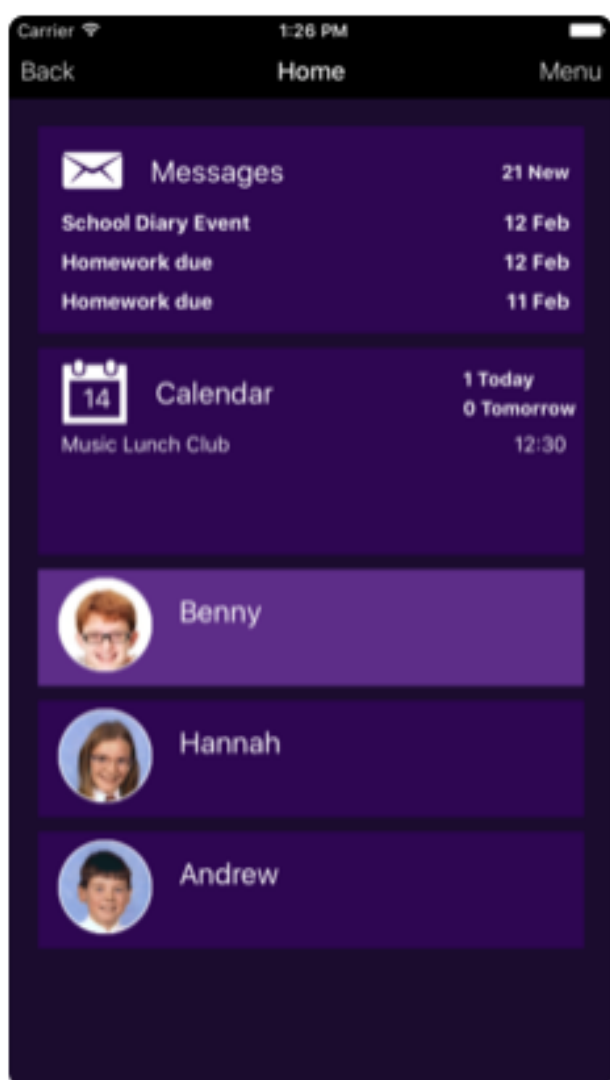 Carrier 1:26 PM
Back Home Menu
Messages 21 New
School Diary Event 12 Feb
Homework due 12 Feb
Homework due 11 Feb
1 Today
14 Calendar
0 Tomorrow
Music Lunch Club 12:30
Benny
Hannah
Andrew